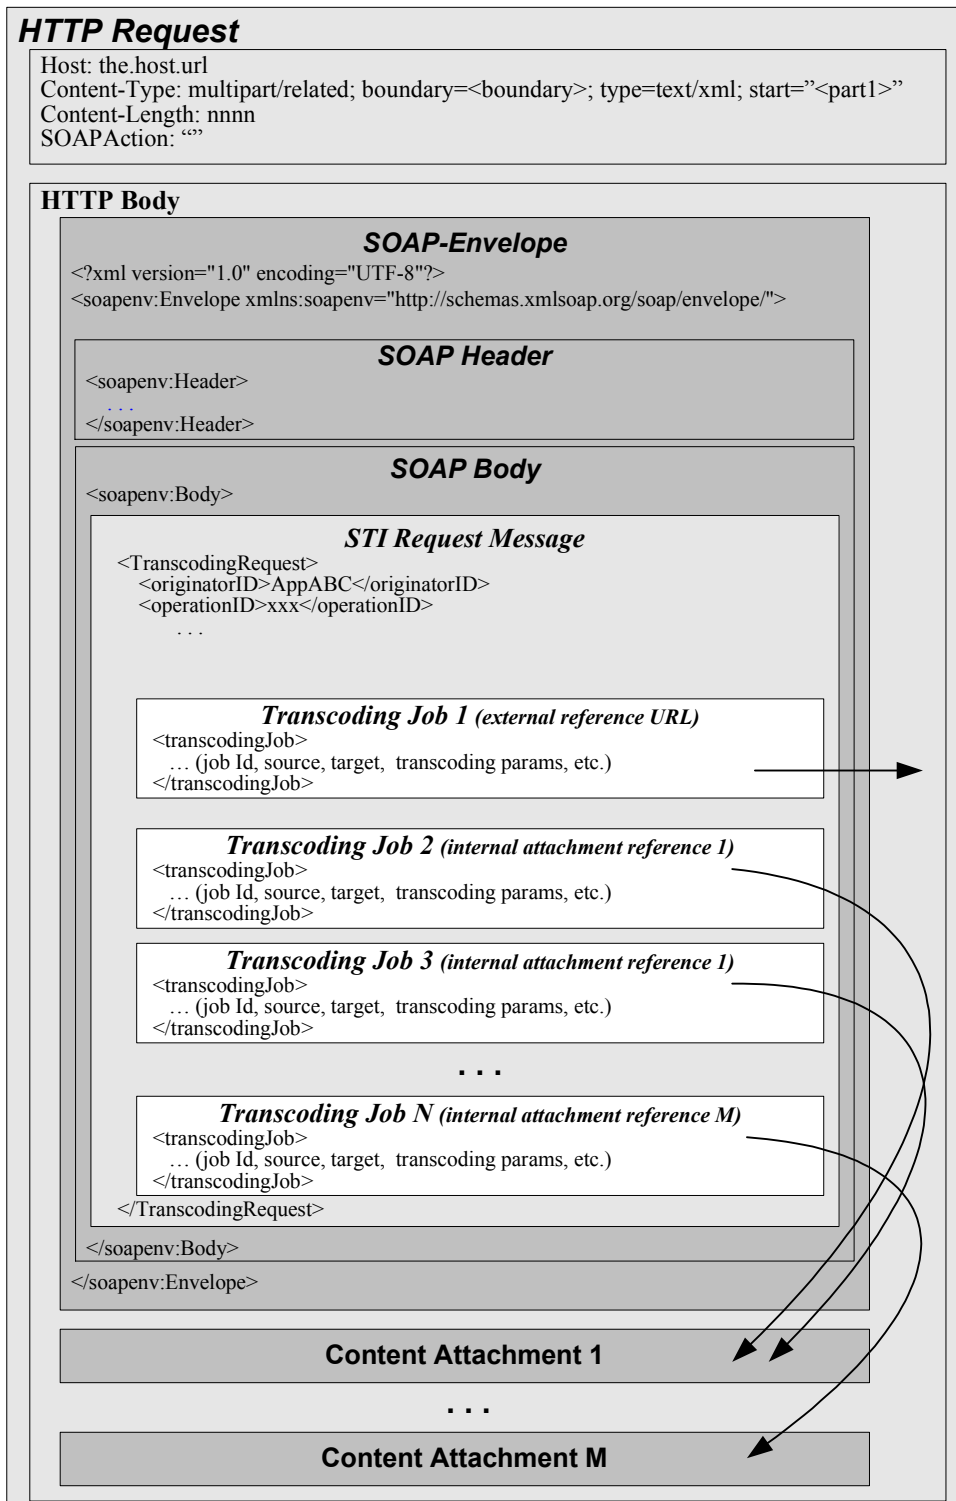 HTTP Request
Host: the.host.url
Content-Type: multipart/related; boundary=<boundary>; type=text/xml; start=”<part1>”
Content-Length: nnnn
SOAPAction: “”
HTTP Body
SOAP-Envelope
<?xml version="1.0" encoding="UTF-8"?>
<soapenv:Envelope xmlns:soapenv="http://schemas.xmlsoap.org/soap/envelope/">
SOAP Header
<soapenv:Header>
. . .
</soapenv:Header>
SOAP Body
<soapenv:Body>
STI Request Message
<TranscodingRequest>
<originatorID>AppABC</originatorID>
<operationID>xxx</operationID>
. . .
Transcoding Job 1 (external reference URL)
<transcodingJob>
… (job Id, source, target,  transcoding params, etc.)
</transcodingJob>
Transcoding Job 2 (internal attachment reference 1)
<transcodingJob>
… (job Id, source, target,  transcoding params, etc.)
</transcodingJob>
Transcoding Job 3 (internal attachment reference 1)
<transcodingJob>
… (job Id, source, target,  transcoding params, etc.)
</transcodingJob>
. . .
Transcoding Job N (internal attachment reference M)
<transcodingJob>
… (job Id, source, target,  transcoding params, etc.)
</transcodingJob>
</TranscodingRequest>
</soapenv:Body>
</soapenv:Envelope>
Content Attachment 1
. . .
Content Attachment M